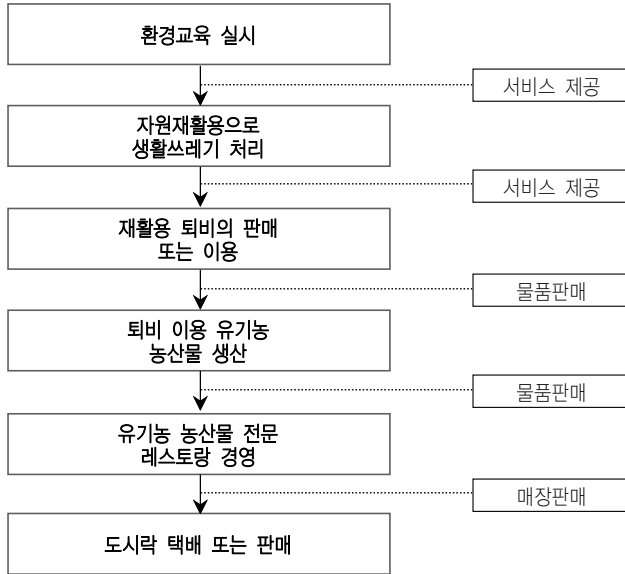 환경교육 실시
서비스 제공
자원재활용으로
생활쓰레기 처리
서비스 제공
재활용 퇴비의 판매
또는 이용
물품판매
퇴비 이용 유기농
농산물 생산
물품판매
유기농 농산물 전문
레스토랑 경영
매장판매
도시락 택배 또는 판매